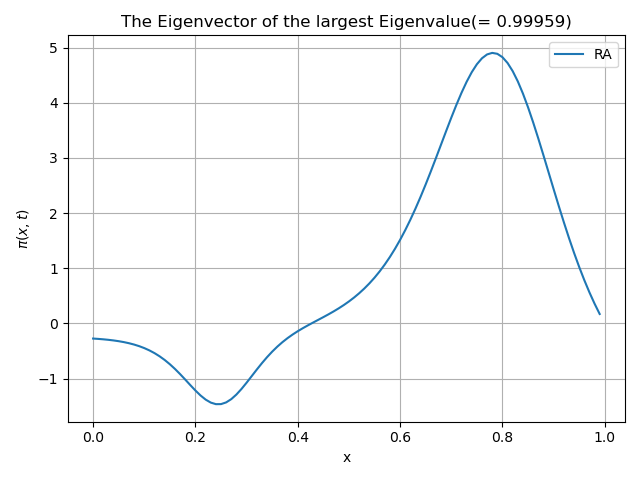 The Eigenvector of the largest Eigenvalue(= 0.99959)
RA
5
4
3
2
1
0
−1
π(x, t)
0.0 0.2 0.4 0.6 0.8 1.0
x